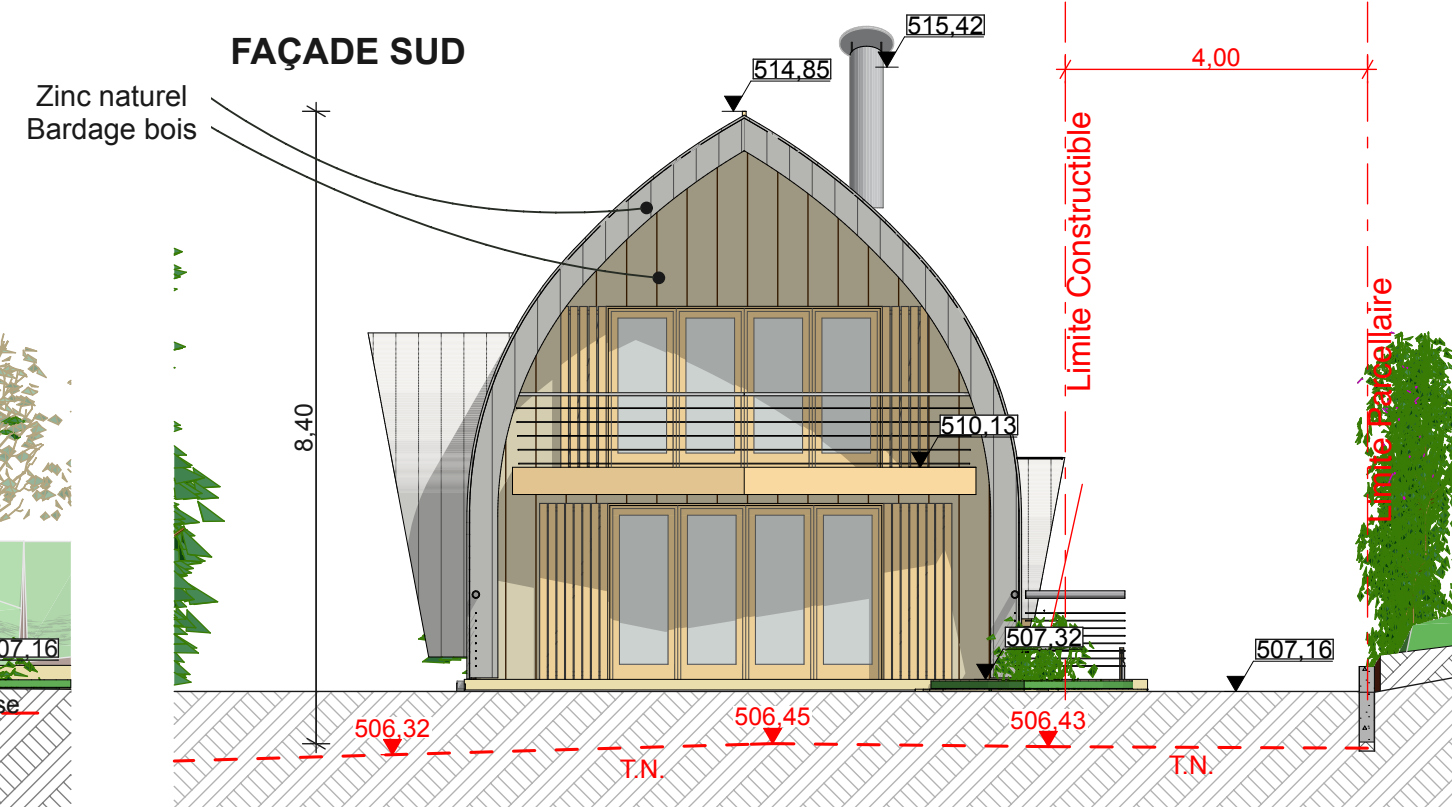 FAÇADE SUD
Zinc naturel
Bardage bois
515,42
514,85
4,00
Limite Constructible
Limite Parcellaire
8,40
510,13
507,32
507,16
07,16
se
506,32
506,45
506,43
T.N.
T.N.